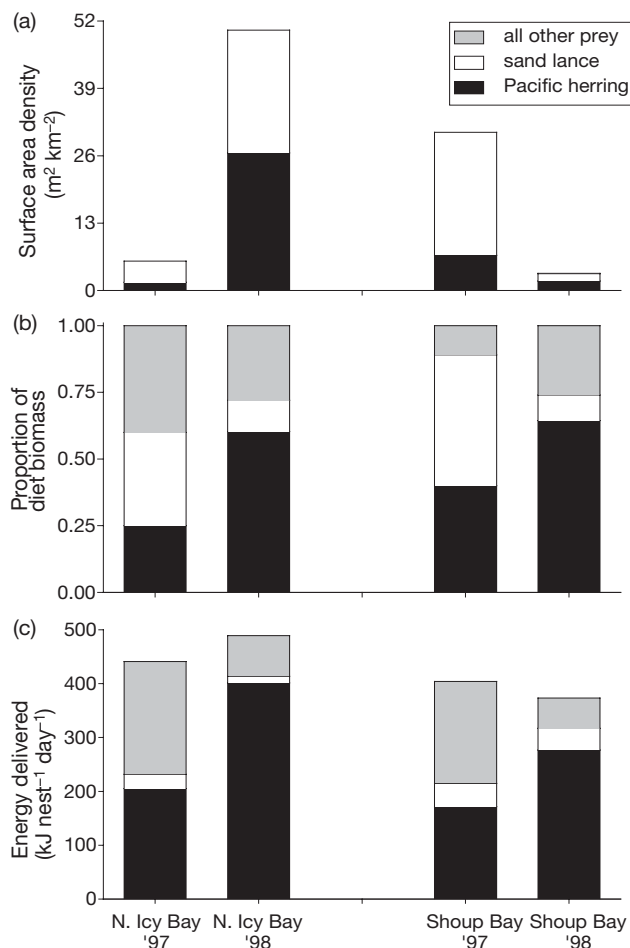 (a)
52
39
26
13
0
Surface area density
(m² km⁻²)
all other prey
sand lance
Pacific herring
(b)
1.00
0.75
0.50
0.25
0.00
Proportion of
diet biomass
(c)
500
400
300
200
100
0
Energy delivered
(kJ nest⁻¹ day⁻¹)
N. Icy Bay N. Icy Bay Shoup Bay Shoup Bay
'97 '98 '97 '98